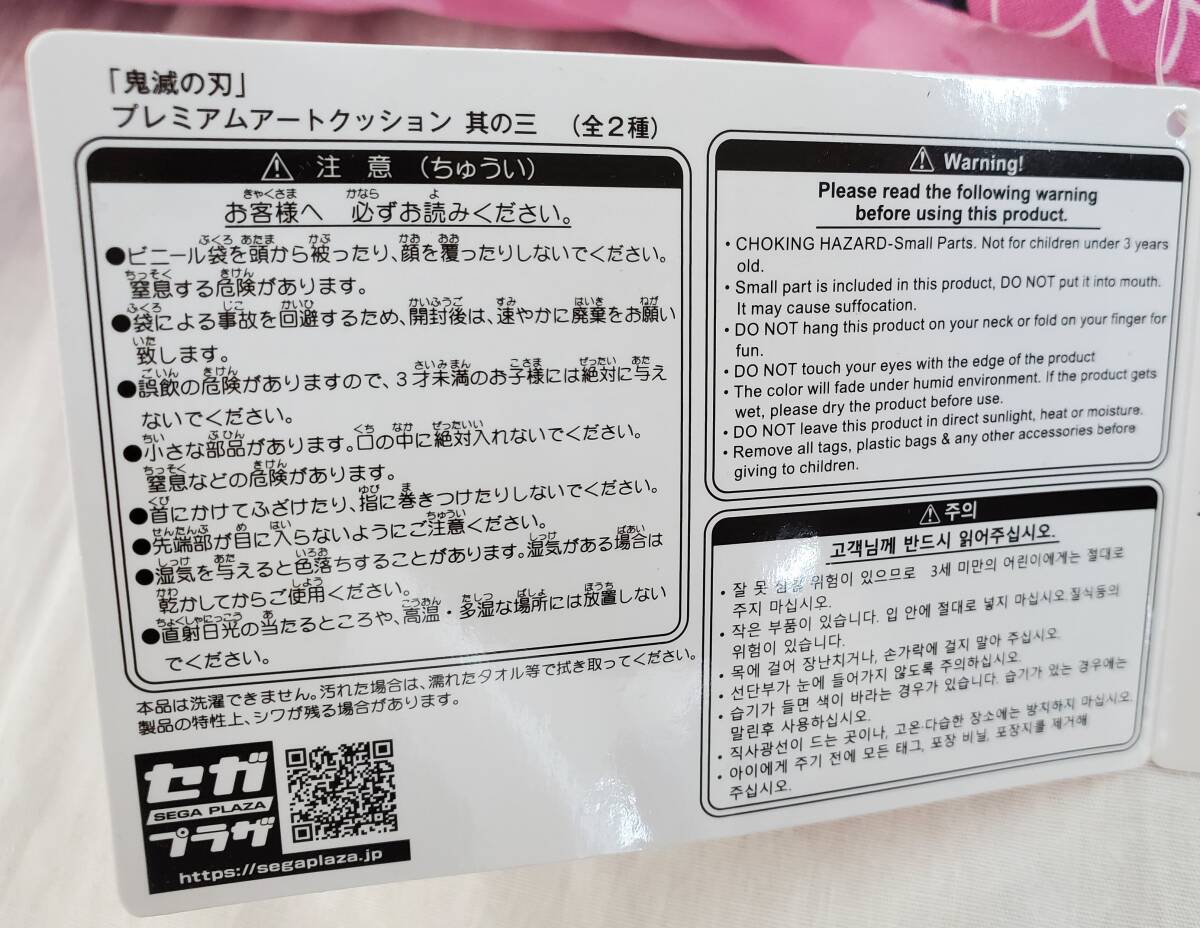 「鬼滅の刃」
プレミアムアートクッション 其の三 （全2種）
⚠ 注 意 （ちゅうい）
お客様へ 必ずお読みください。
●ビニール袋を頭から被ったり、顔を覆ったりしないでください。
窒息する危険があります。
●袋による事故を回避するため、開封後は、速やかに廃棄をお願い
致します。
●誤飲の危険がありますので、3才未満のお子様には絶対に与え
ないでください。
●小さな部品があります。口の中に絶対入れないでください。
窒息などの危険があります。
●首にかけてふざけたり、指に巻きつけたりしないでください。
●先端部が目に入らないようにご注意ください。
●湿気を与えると色落ちすることがあります。湿気がある場合は
乾かしてからご使用ください。
●直射日光の当たるところや、高温・多湿な場所には放置しない
でください。
本品は洗濯できません。汚れた場合は、濡れたタオル等で拭き取ってください。
製品の特性上、シワが残る場合があります。
セガ
SEGA PLAZA
プラザ
https://segaplaza.jp
⚠ Warning!
Please read the following warning
before using this product.
・CHOKING HAZARD-Small Parts. Not for children under 3 years
old.
・Small part is included in this product, DO NOT put it into mouth.
It may cause suffocation.
・DO NOT hang this product on your neck or fold on your finger for
fun.
・DO NOT touch your eyes with the edge of the product
・The color will fade under humid environment. If the product gets
wet, please dry the product before use.
・DO NOT leave this product in direct sunlight, heat or moisture.
・Remove all tags, plastic bags & any other accessories before
giving to children.
⚠ 주의
고객님께 반드시 읽어주십시오.
・잘 못 위험이 있으므로 3세 미만의 어린이에게는 절대로
주지 마십시오.
・작은 부품이 있습니다. 입 안에 절대로 넣지 마십시오.질식등의
위험이 있습니다.
・목에 걸어 장난치거나, 손가락에 걸지 말아 주십시오.
・선단부가 눈에 들어가지 않도록 주의하십시오.
・습기가 들면 색이 바라는 경우가 있습니다. 습기가 있는 경우에는
말린후 사용하십시오.
・직사광선이 드는 곳이나, 고온·다습한 장소에는 방치하지 마십시오.
・아이에게 주기 전에 모든 태그, 포장 비닐, 포장지를 제거해
주십시오.